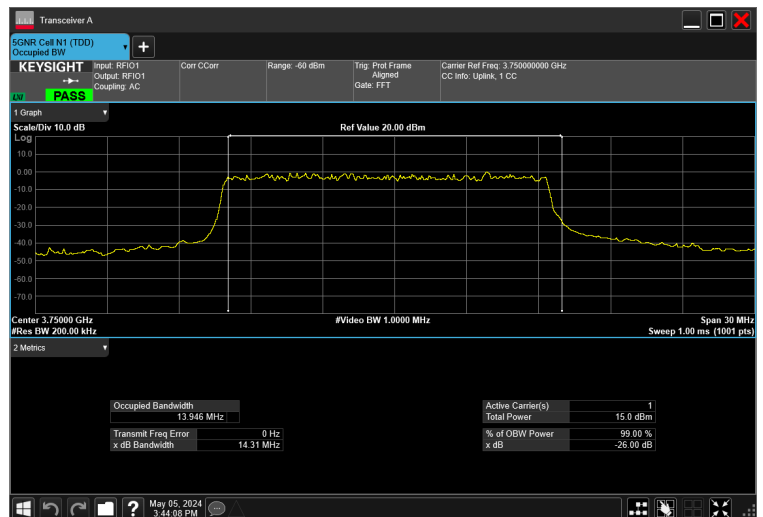 Transceiver A
5GNR Cell N1 (TDD)
Occupied BW
KEYSIGHT
LXI
PASS
Input: RFIO1
Output: RFIO1
Coupling: AC
Corr CCorr
Range: -60 dBm
Trig: Prot Frame
Aligned
Gate: FFT
Carrier Ref Freq: 3.750000000 GHz
CC Info: Uplink, 1 CC
1 Graph
Scale/Div 10.0 dB
Ref Value 20.00 dBm
Log
10.0
0.00
-10.0
-20.0
-30.0
-40.0
-50.0
-60.0
-70.0
Center 3.75000 GHz
#Video BW 1.0000 MHz
Span 30 MHz
#Res BW 200.00 kHz
Sweep 1.00 ms (1001 pts)
2 Metrics
Occupied Bandwidth
13.946 MHz
Transmit Freq Error 0 Hz
x dB Bandwidth 14.31 MHz
Active Carrier(s) 1
Total Power 15.0 dBm
% of OBW Power 99.00 %
x dB -26.00 dB
?
May 05, 2024
3:44:08 PM